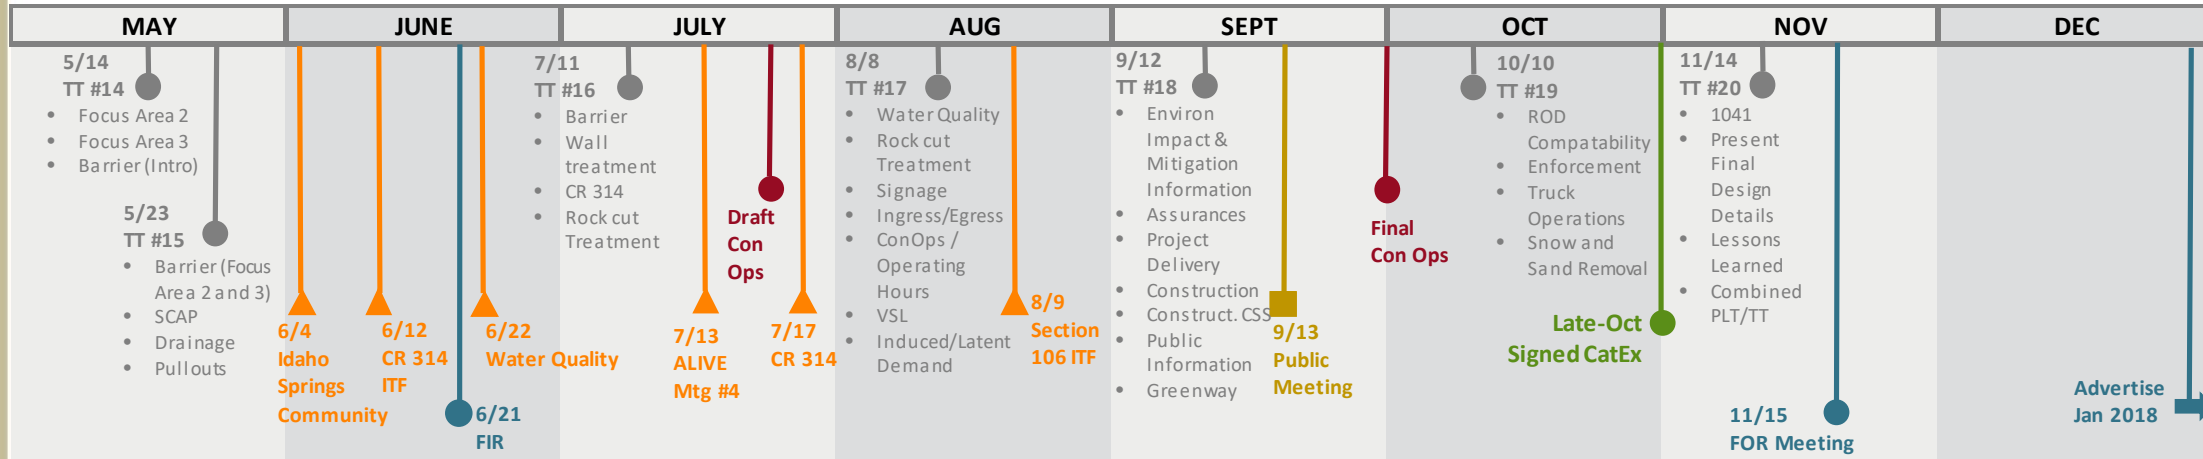 MAY
JUNE
JULY
AUG
SEPT
OCT
NOV
DEC
5/14
TT #14
• Focus Area 2
• Focus Area 3
• Barrier (Intro)
5/23
TT #15
• Barrier (Focus
Area 2 and 3)
• SCAP
• Drainage
• Pullouts
6/4
Idaho
Springs
Community
6/12
CR 314
ITF
6/21
FIR
6/22
Water Quality
7/11
TT #16
• Barrier
• Wall
treatment
• CR 314
• Rock cut
Treatment
7/13
ALIVE
Mtg #4
Draft
Con
Ops
7/17
CR 314
8/8
TT #17
• Water Quality
• Rock cut
Treatment
• Signage
• Ingress/Egress
• ConOps /
Operating
Hours
• VSL
• Induced/Latent
Demand
8/9
Section
106 ITF
9/12
TT #18
• Environ
Impact &
Mitigation
Information
• Assurances
• Project
Delivery
• Construction
• Construct. CSS
• Public
Information
• Greenway
9/13
Public
Meeting
Final
Con Ops
10/10
TT #19
• ROD
Compatability
• Enforcement
• Truck
Operations
• Snow and
Sand Removal
Late-Oct
Signed CatEx
11/14
TT #20
• 1041
• Present
Final
Design
Details
• Lessons
Learned
• Combined
PLT/TT
11/15
FOR Meeting
Advertise
Jan 2018